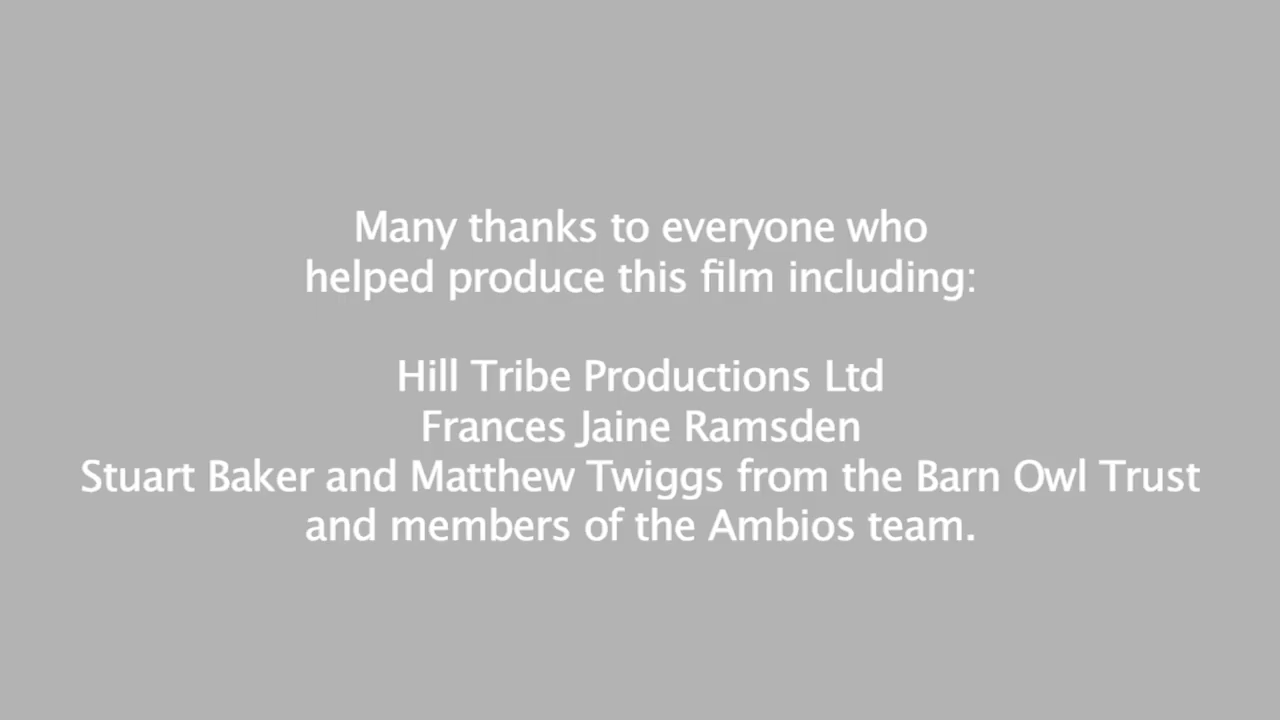 Many thanks to everyone who
helped produce this film including:
Hill Tribe Productions Ltd
Frances Jaine Ramsden
Stuart Baker and Matthew Twiggs from the Barn Owl Trust
and members of the Ambios team.